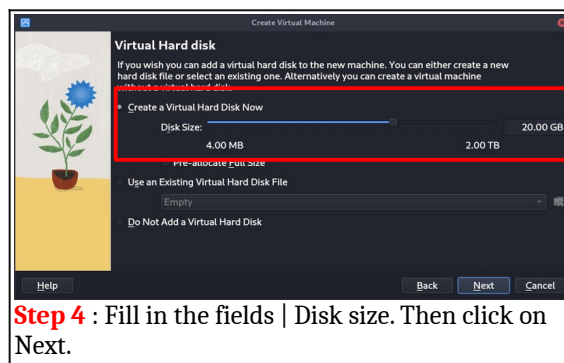 Create Virtual Machine
Virtual Hard disk
If you wish you can add a virtual hard disk to the new machine. You can either create a new
hard disk file or select an existing one. Alternatively you can create a virtual machine
without a virtual hard disk.
Create a Virtual Hard Disk Now
Disk Size:
20.00 GB
4.00 MB 2.00 TB
Pre-allocate Full Size
Use an Existing Virtual Hard Disk File
Empty
Do Not Add a Virtual Hard Disk
Help Back Next Cancel
Step 4 : Fill in the fields | Disk size. Then click on
Next.